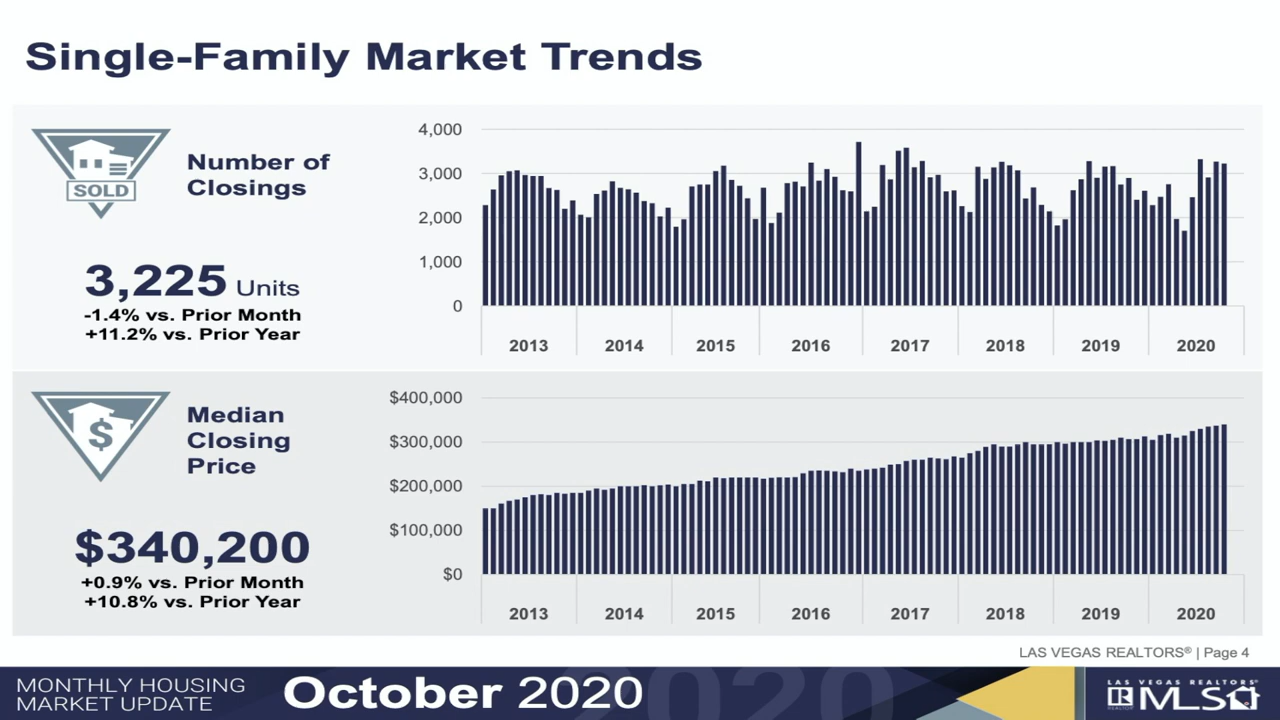 Single-Family Market Trends
SOLD
Number of
Closings
3,225 Units
-1.4% vs. Prior Month
+11.2% vs. Prior Year
4,000
3,000
2,000
1,000
0
2013 2014 2015 2016 2017 2018 2019 2020
$
Median
Closing
Price
$340,200
+0.9% vs. Prior Month
+10.8% vs. Prior Year
$400,000
$300,000
$200,000
$100,000
$0
2013 2014 2015 2016 2017 2018 2019 2020
LAS VEGAS REALTORS® | Page 4
MONTHLY HOUSING
MARKET UPDATE
October 2020
2020
LAS VEGAS REALTORS®
REALTOR® MLS